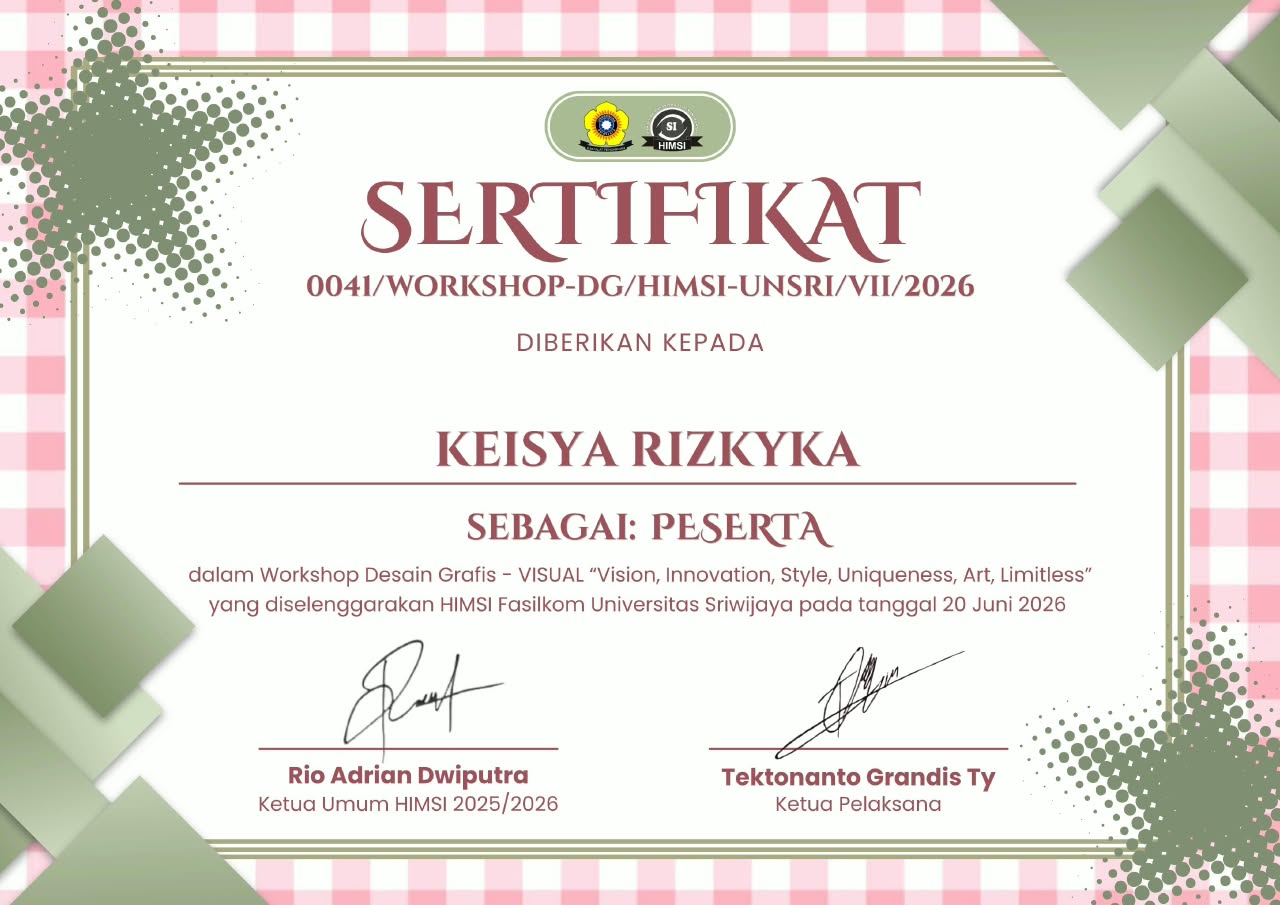 SI
HIMSI
SERTIFIKAT
0041/WORKSHOP-DG/HIMSI-UNSRI/VII/2026
DIBERIKAN KEPADA
KEISYA RIZKYKA
SEBAGAI: PESERTA
dalam Workshop Desain Grafis - VISUAL “Vision, Innovation, Style, Uniqueness, Art, Limitless”
yang diselenggarakan HIMSI Fasilkom Universitas Sriwijaya pada tanggal 20 Juni 2026
Rio Adrian Dwiputra
Ketua Umum HIMSI 2025/2026
Tektonanto Grandis Ty
Ketua Pelaksana